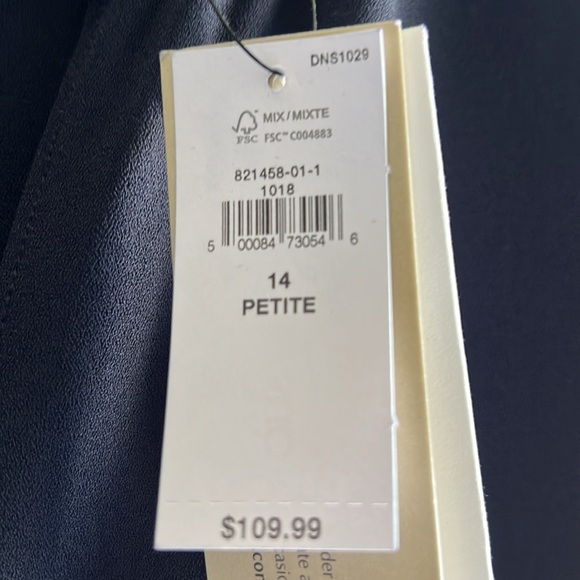 DNS1029
MIX/MIXTE
FSC FSC™ C004883
821458-01-1
1018
5 00084 73054 6
14
PETITE
$109.99